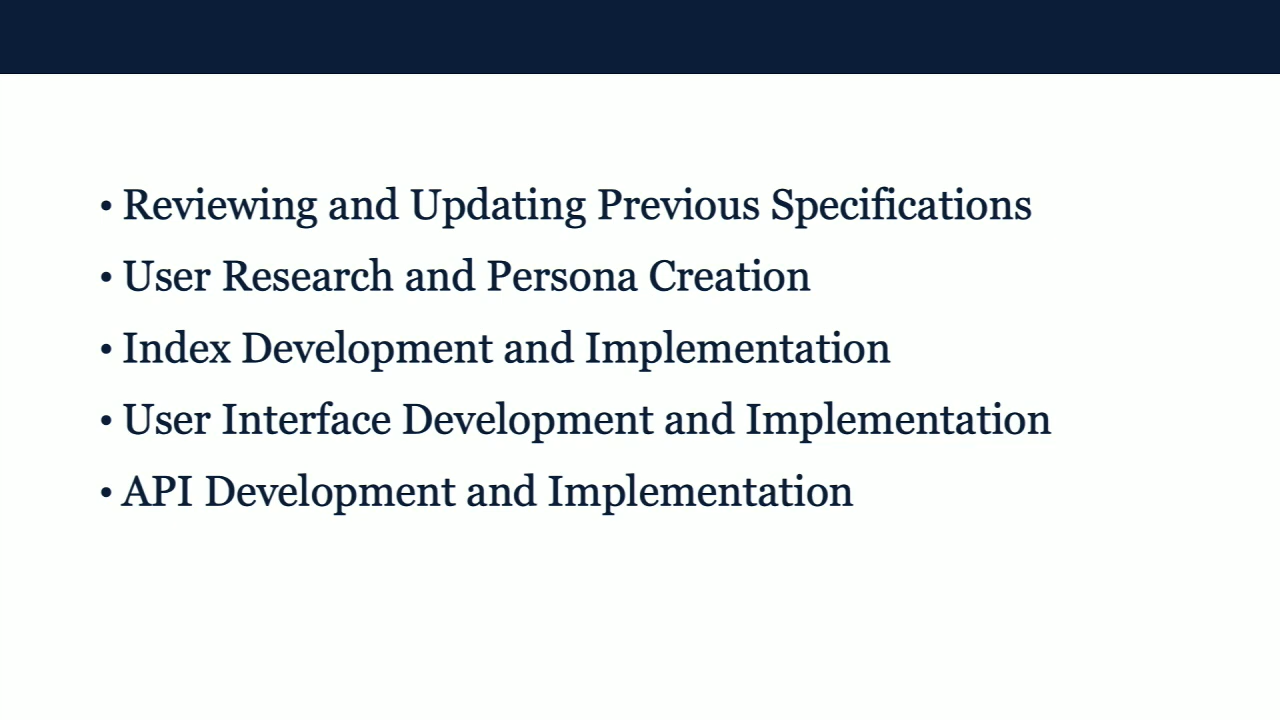 • Reviewing and Updating Previous Specifications
• User Research and Persona Creation
• Index Development and Implementation
• User Interface Development and Implementation
• API Development and Implementation